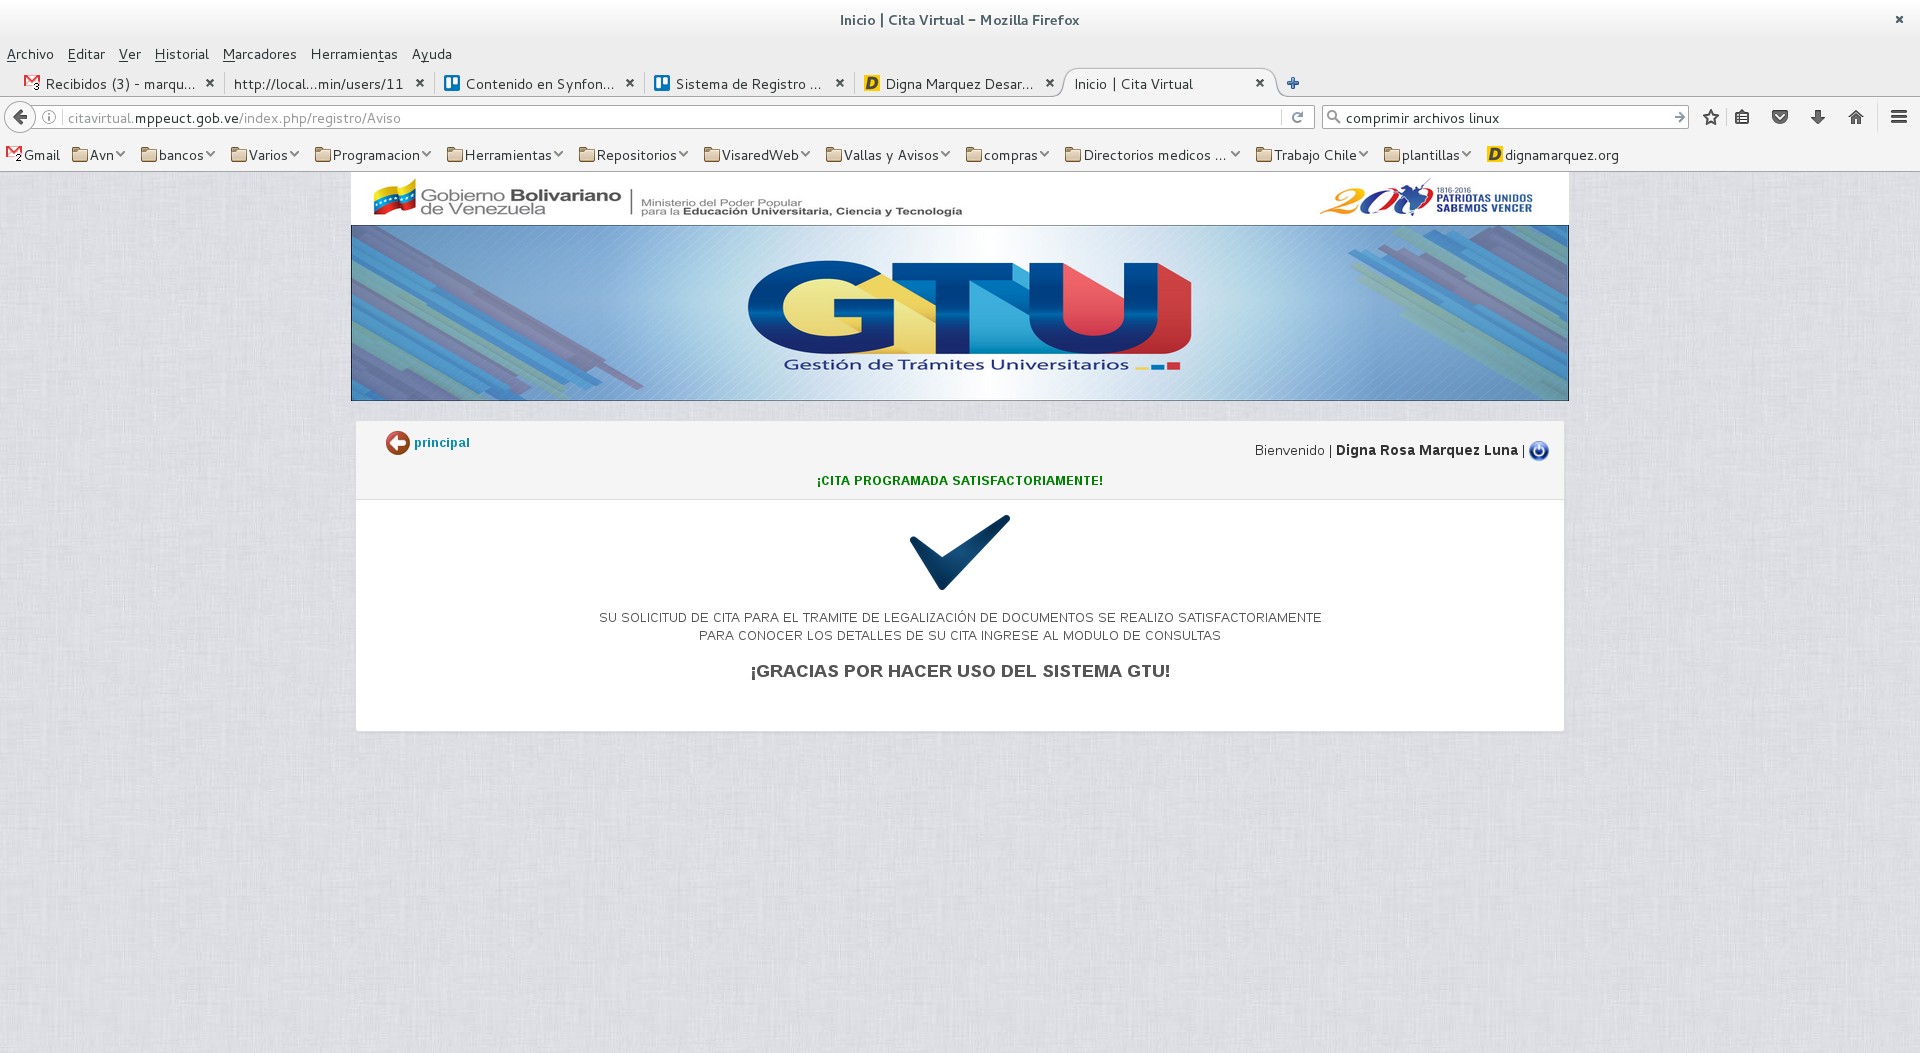 Inicio | Cita Virtual – Mozilla Firefox
Archivo Editar Ver Historial Marcadores Herramientas Ayuda
Recibidos (3) - marqu... http://local...min/users/11 Contenido en Synfon... Sistema de Registro ... Digna Marquez Desar... Inicio | Cita Virtual
citavirtual.mppeuct.gob.ve/index.php/registro/Aviso comprimir archivos linux
Gmail Avn bancos Varios Programacion Herramientas Repositorios VisaredWeb Vallas y Avisos compras Directorios medicos ... Trabajo Chile plantillas dignamarquez.org
Gobierno Bolivariano
de Venezuela
Ministerio del Poder Popular
para la Educación Universitaria, Ciencia y Tecnología
200
1816-2016
PATRIOTAS UNIDOS
SABEMOS VENCER
GTU
Gestión de Trámites Universitarios
principal
Bienvenido | Digna Rosa Marquez Luna |
¡CITA PROGRAMADA SATISFACTORIAMENTE!
SU SOLICITUD DE CITA PARA EL TRAMITE DE LEGALIZACIÓN DE DOCUMENTOS SE REALIZO SATISFACTORIAMENTE
PARA CONOCER LOS DETALLES DE SU CITA INGRESE AL MODULO DE CONSULTAS
¡GRACIAS POR HACER USO DEL SISTEMA GTU!